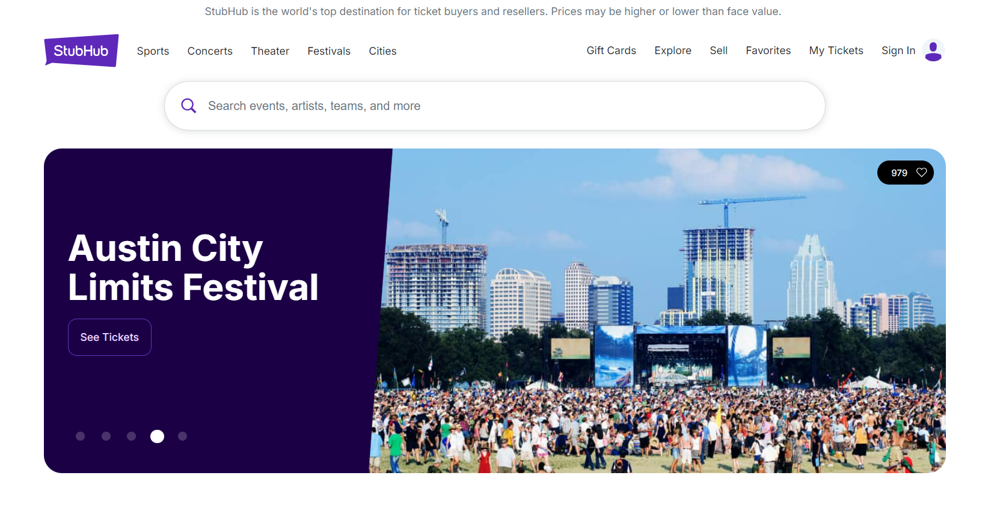 StubHub is the world's top destination for ticket buyers and resellers. Prices may be higher or lower than face value.
StubHub Sports Concerts Theater Festivals Cities Gift Cards Explore Sell Favorites My Tickets Sign In
Search events, artists, teams, and more
979
Austin City
Limits Festival
See Tickets